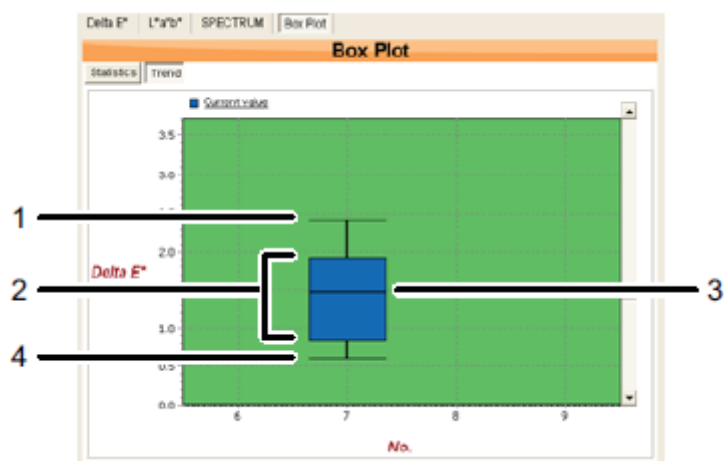 Delta E* L*a*b* SPECTRUM Box Plot
Box Plot
Statistics Trend
Current value
3.5
3.0
1
2.0
Delta E*
2
3
1.0
4
0.5
0.0
6 7 8 9
No.